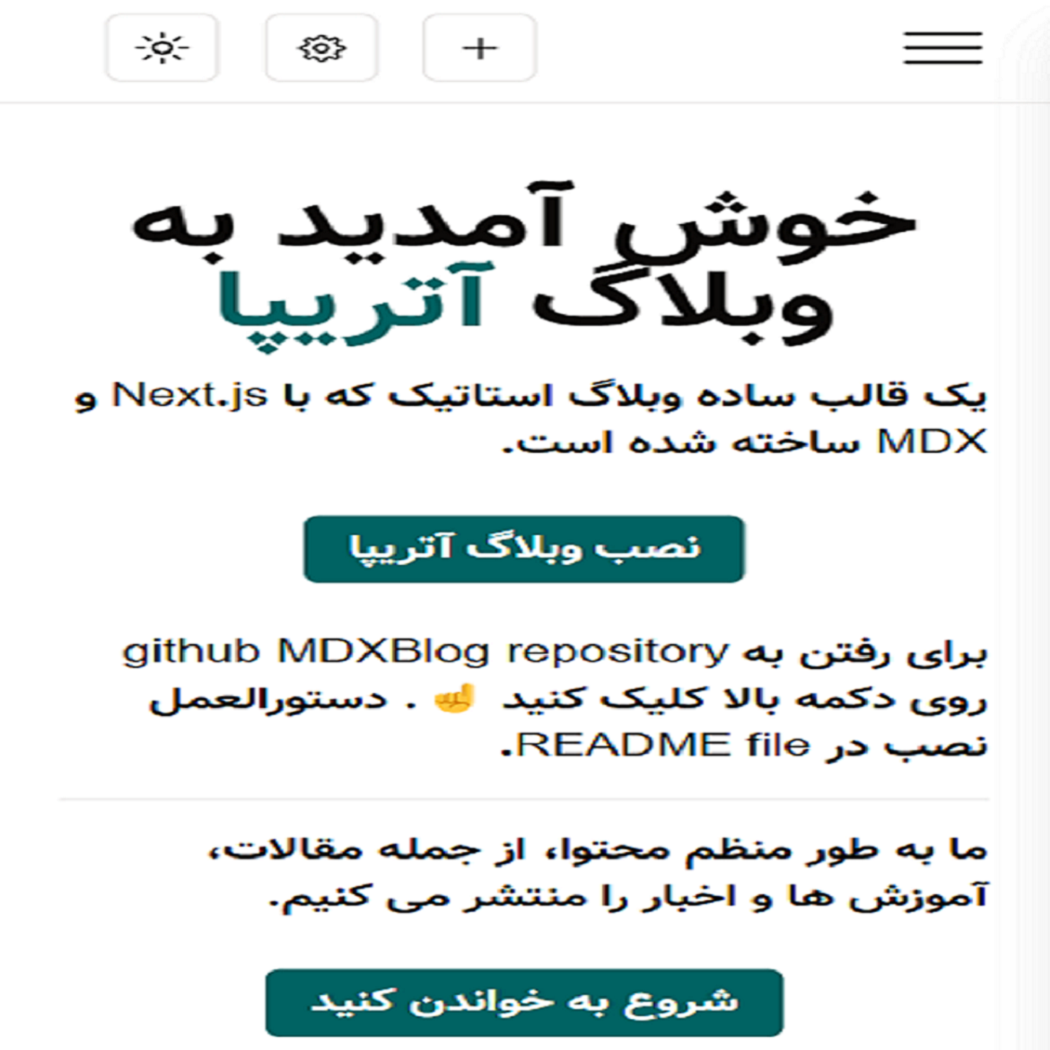 خوش آمدید به
وبلاگ آتریپا
یک قالب ساده وبلاگ استاتیک که با Next.js و
MDX ساخته شده است.
نصب وبلاگ آتریپا
برای رفتن به github MDXBlog repository
روی دکمه بالا کلیک کنید ☝ . دستورالعمل
نصب در README file.
ما به طور منظم محتوا، از جمله مقالات،
آموزش ها و اخبار را منتشر می کنیم.
شروع به خواندن کنید